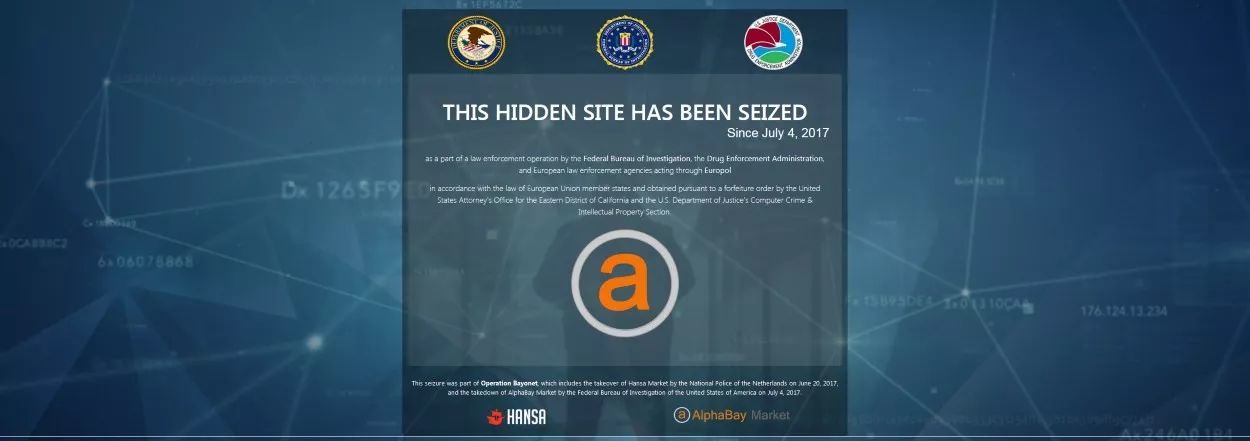 THIS HIDDEN SITE HAS BEEN SEIZED
Since July 4, 2017
as a part of a law enforcement operation by the Federal Bureau of Investigation, the Drug Enforcement Administration,
and European law enforcement agencies acting through Europol
in accordance with the law of European Union member states and obtained pursuant to a forfeiture order by the United
States Attorney's Office for the Eastern District of California and the U.S. Department of Justice's Computer Crime &
Intellectual Property Section.
a
This seizure was part of Operation Bayonet, which includes the takeover of Hansa Market by the National Police of the Netherlands on June 20, 2017,
and the takedown of AlphaBay Market by the Federal Bureau of Investigation of the United States of America on July 4, 2017.
HANSA
a AlphaBay Market
6x06078868
176.124.13.234